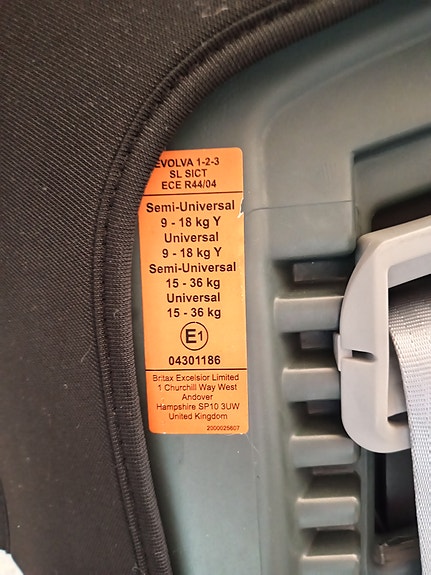 EVOLVA 1-2-3
SL SICT
ECE R44/04
Semi-Universal
9 - 18 kg Y
Universal
9 - 18 kg Y
Semi-Universal
15 - 36 kg
Universal
15 - 36 kg
E1
04301186
Britax Excelsior Limited
1 Churchill Way West
Andover
Hampshire SP10 3UW
United Kingdom
2000025607